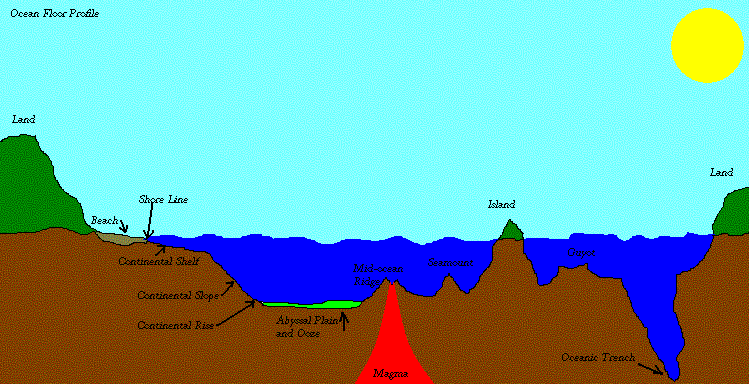 Ocean Floor Profile
Land
Land
Shore Line
Island
Beach
Continental Shelf
Mid-ocean
Ridge
Seamount
Guyot
Continental Slope
Continental Rise
Abyssal Plain
and Ooze
Oceanic Trench
Magma